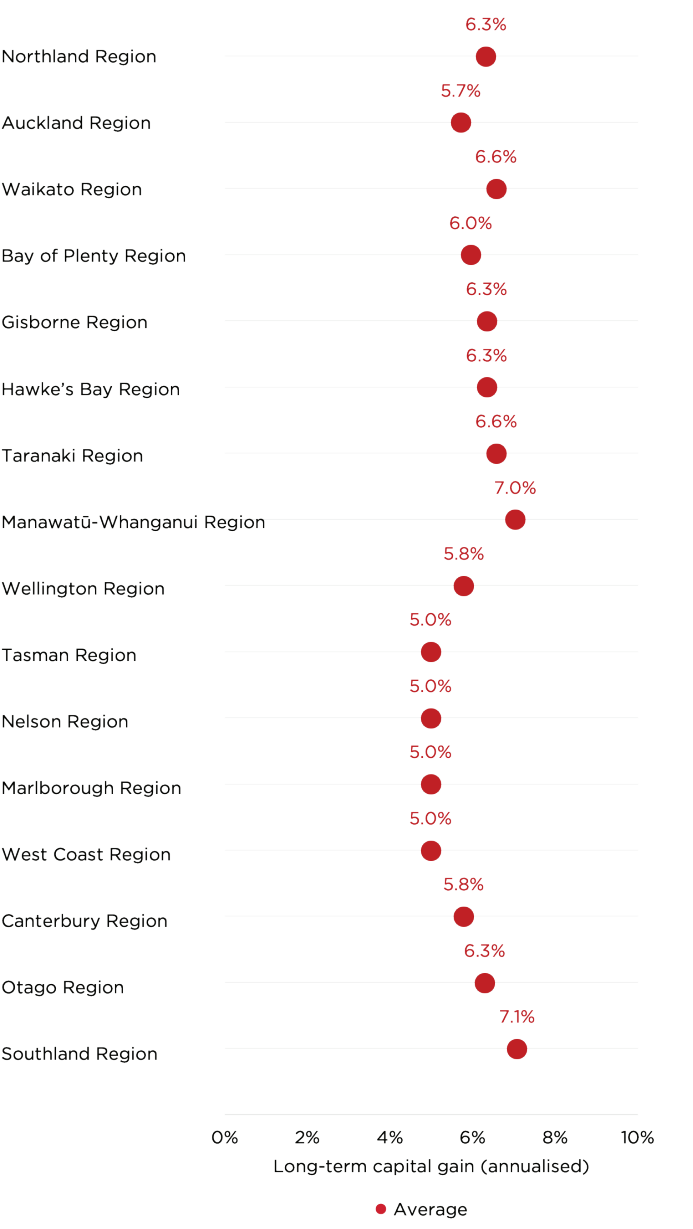 6.3%
Northland Region
5.7%
Auckland Region
6.6%
Waikato Region
6.0%
Bay of Plenty Region
6.3%
Gisborne Region
6.3%
Hawke’s Bay Region
6.6%
Taranaki Region
7.0%
Manawatū-Whanganui Region
5.8%
Wellington Region
5.0%
Tasman Region
5.0%
Nelson Region
5.0%
Marlborough Region
5.0%
West Coast Region
5.8%
Canterbury Region
6.3%
Otago Region
7.1%
Southland Region
0% 2% 4% 6% 8% 10%
Long-term capital gain (annualised)
Average